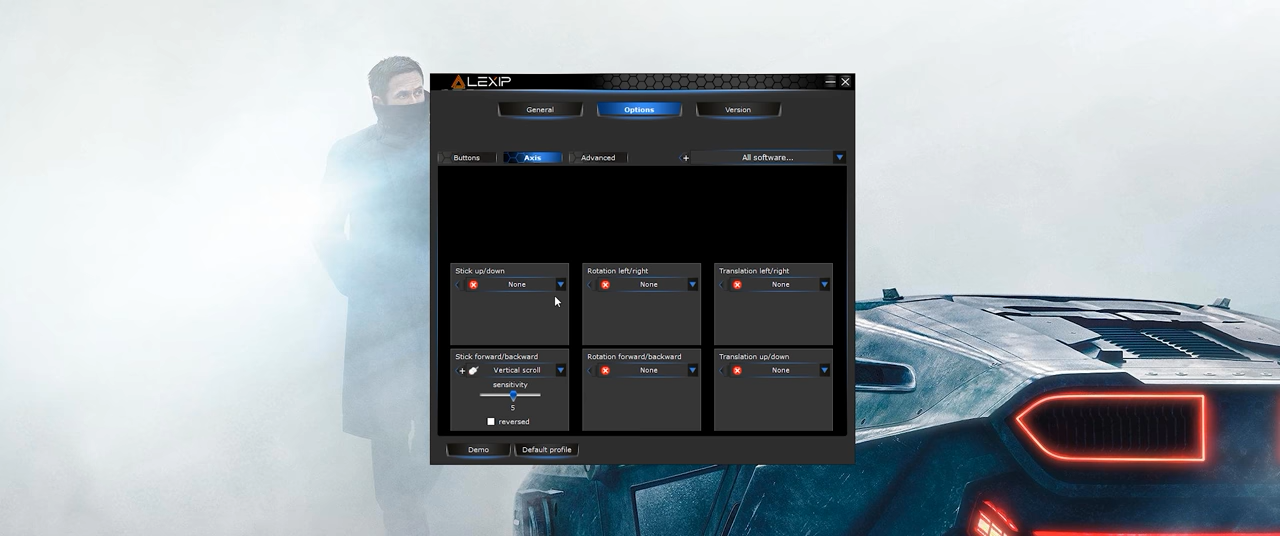 LEXIP
General
Options
Version
Buttons
Axis
Advanced
+
All software...
Stick up/down
None
Rotation left/right
None
Translation left/right
None
Stick forward/backward
+ Vertical scroll
sensitivity
5
reversed
Rotation forward/backward
None
Translation up/down
None
Demo
Default profile